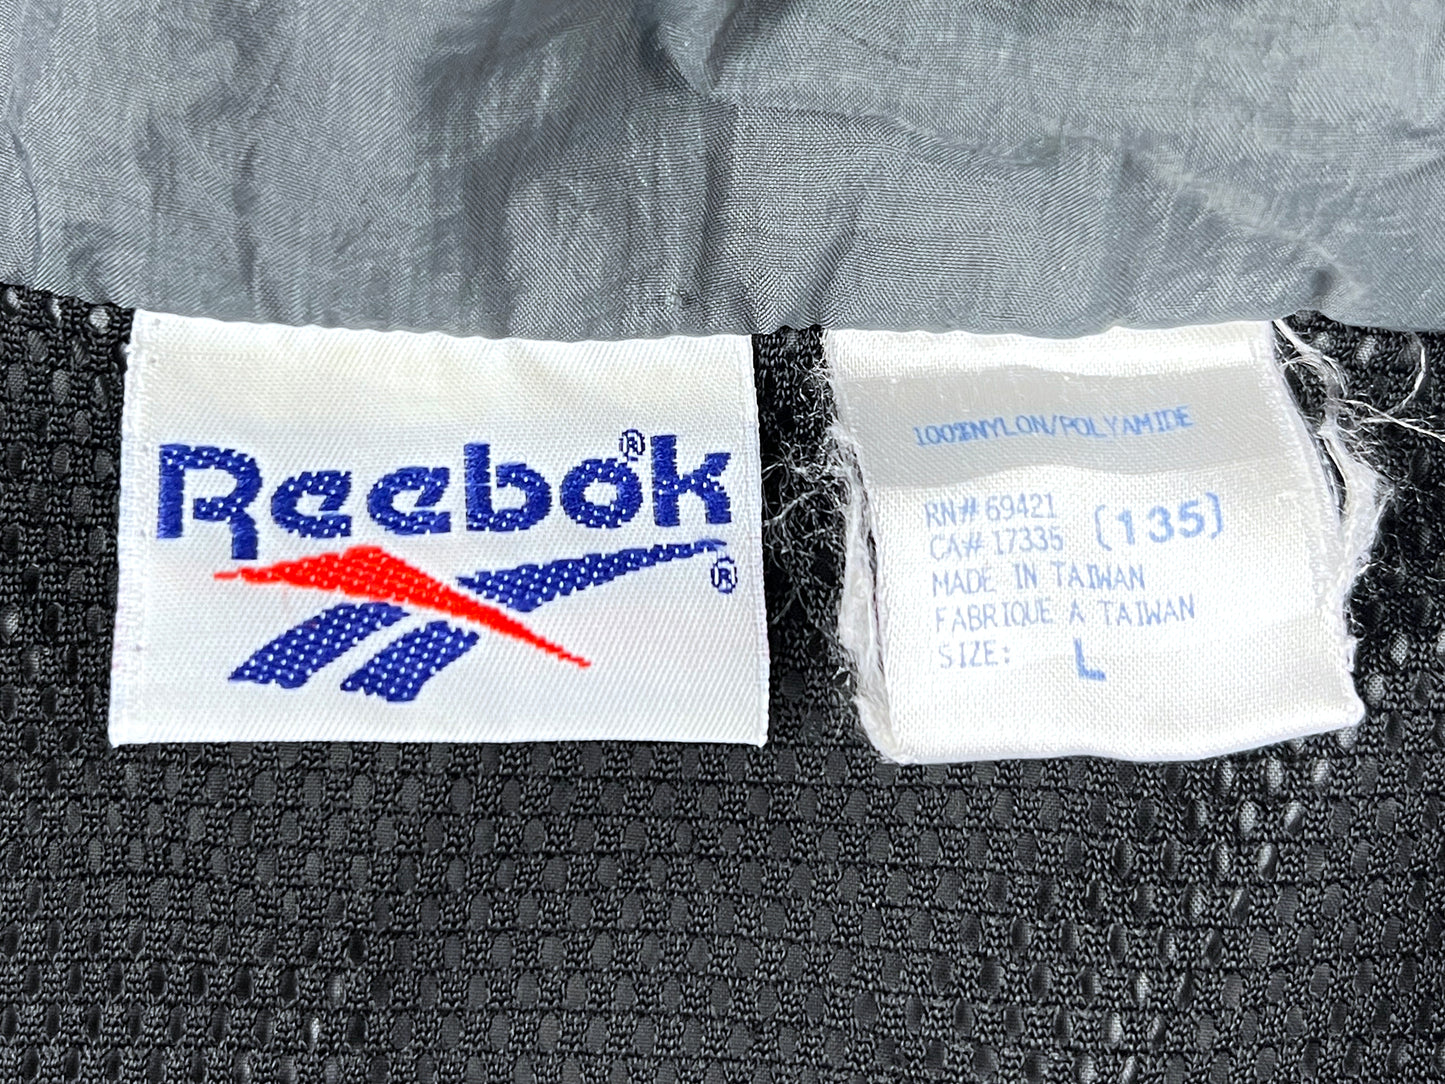 Reebok®
®
100%NYLON/POLYAMIDE
RN# 69421
CA# 17335 (135)
MADE IN TAIWAN
FABRIQUE A TAIWAN
SIZE: L